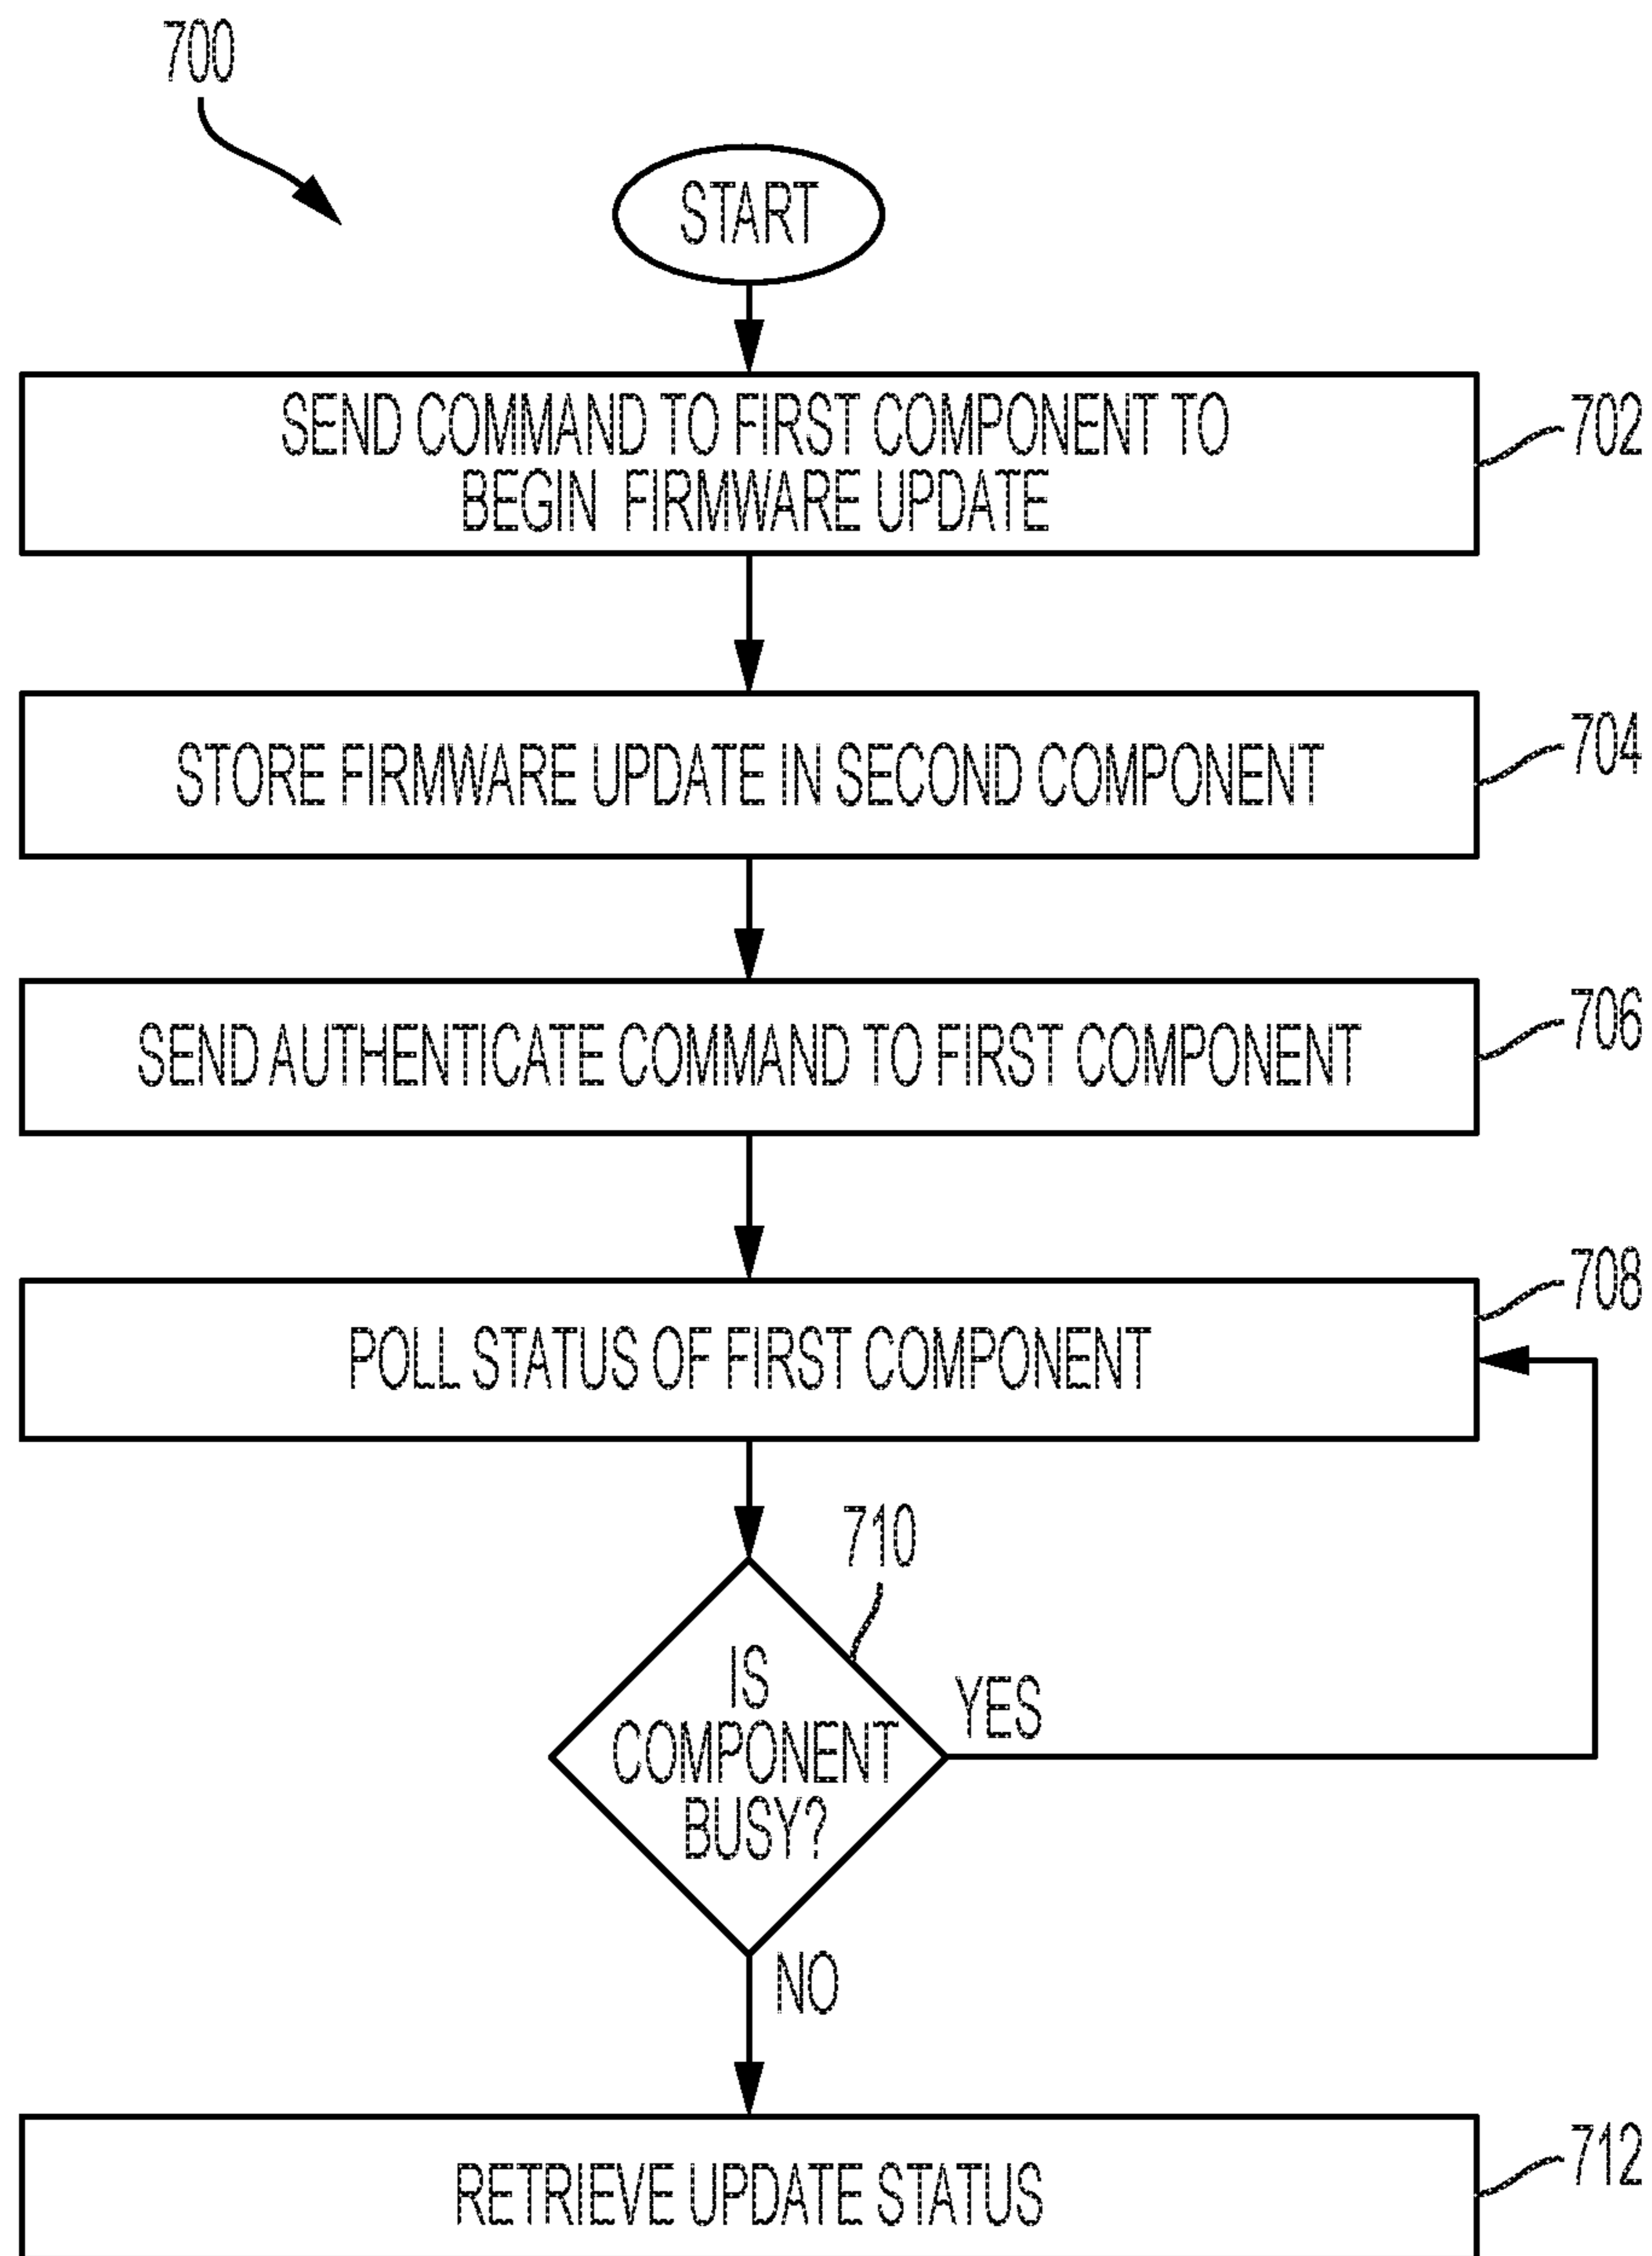 700
START
SEND COMMAND TO FIRST COMPONENT TO
BEGIN FIRMWARE UPDATE
702
STORE FIRMWARE UPDATE IN SECOND COMPONENT
704
SEND AUTHENTICATE COMMAND TO FIRST COMPONENT
706
POLL STATUS OF FIRST COMPONENT
708
710
IS
COMPONENT
BUSY?
YES
NO
RETRIEVE UPDATE STATUS
712